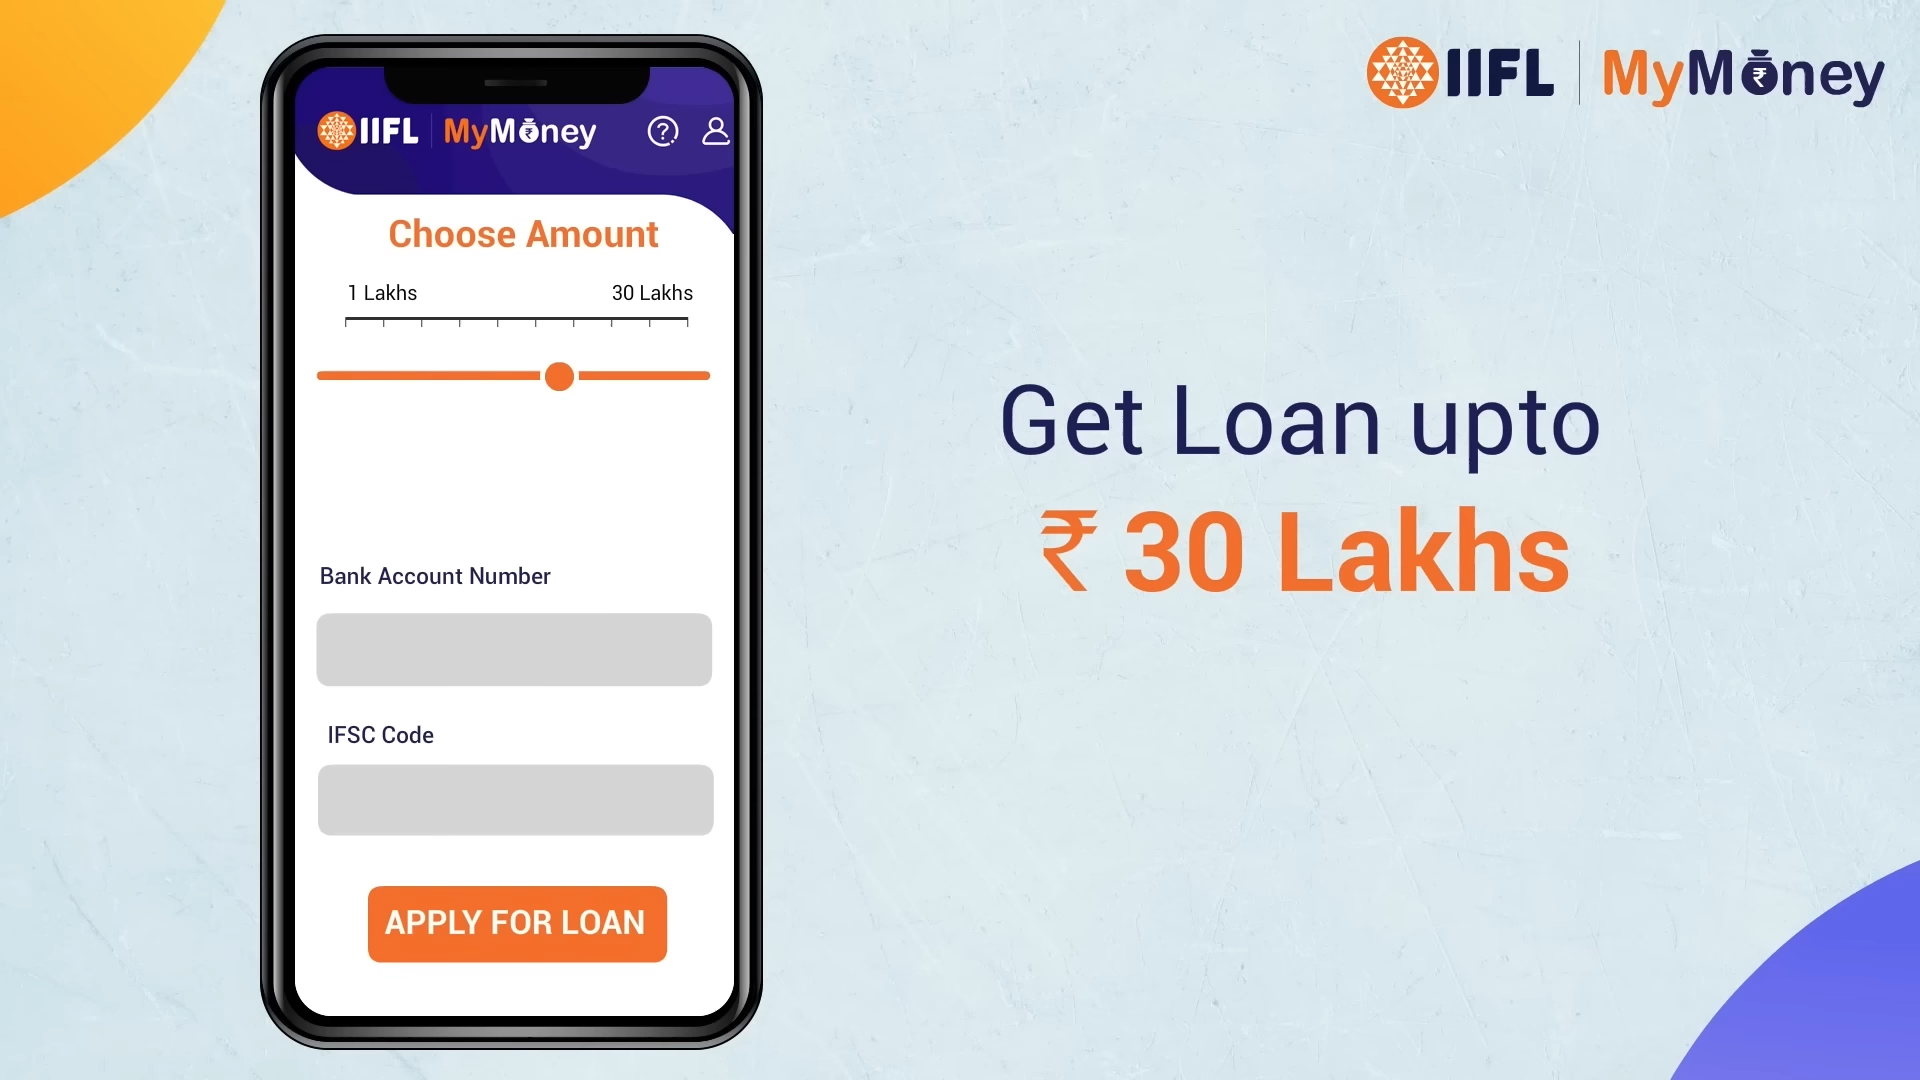 IIFL MyMoney
IIFL MyMoney
Choose Amount
1 Lakhs 30 Lakhs
Bank Account Number
IFSC Code
APPLY FOR LOAN
Get Loan upto
₹ 30 Lakhs